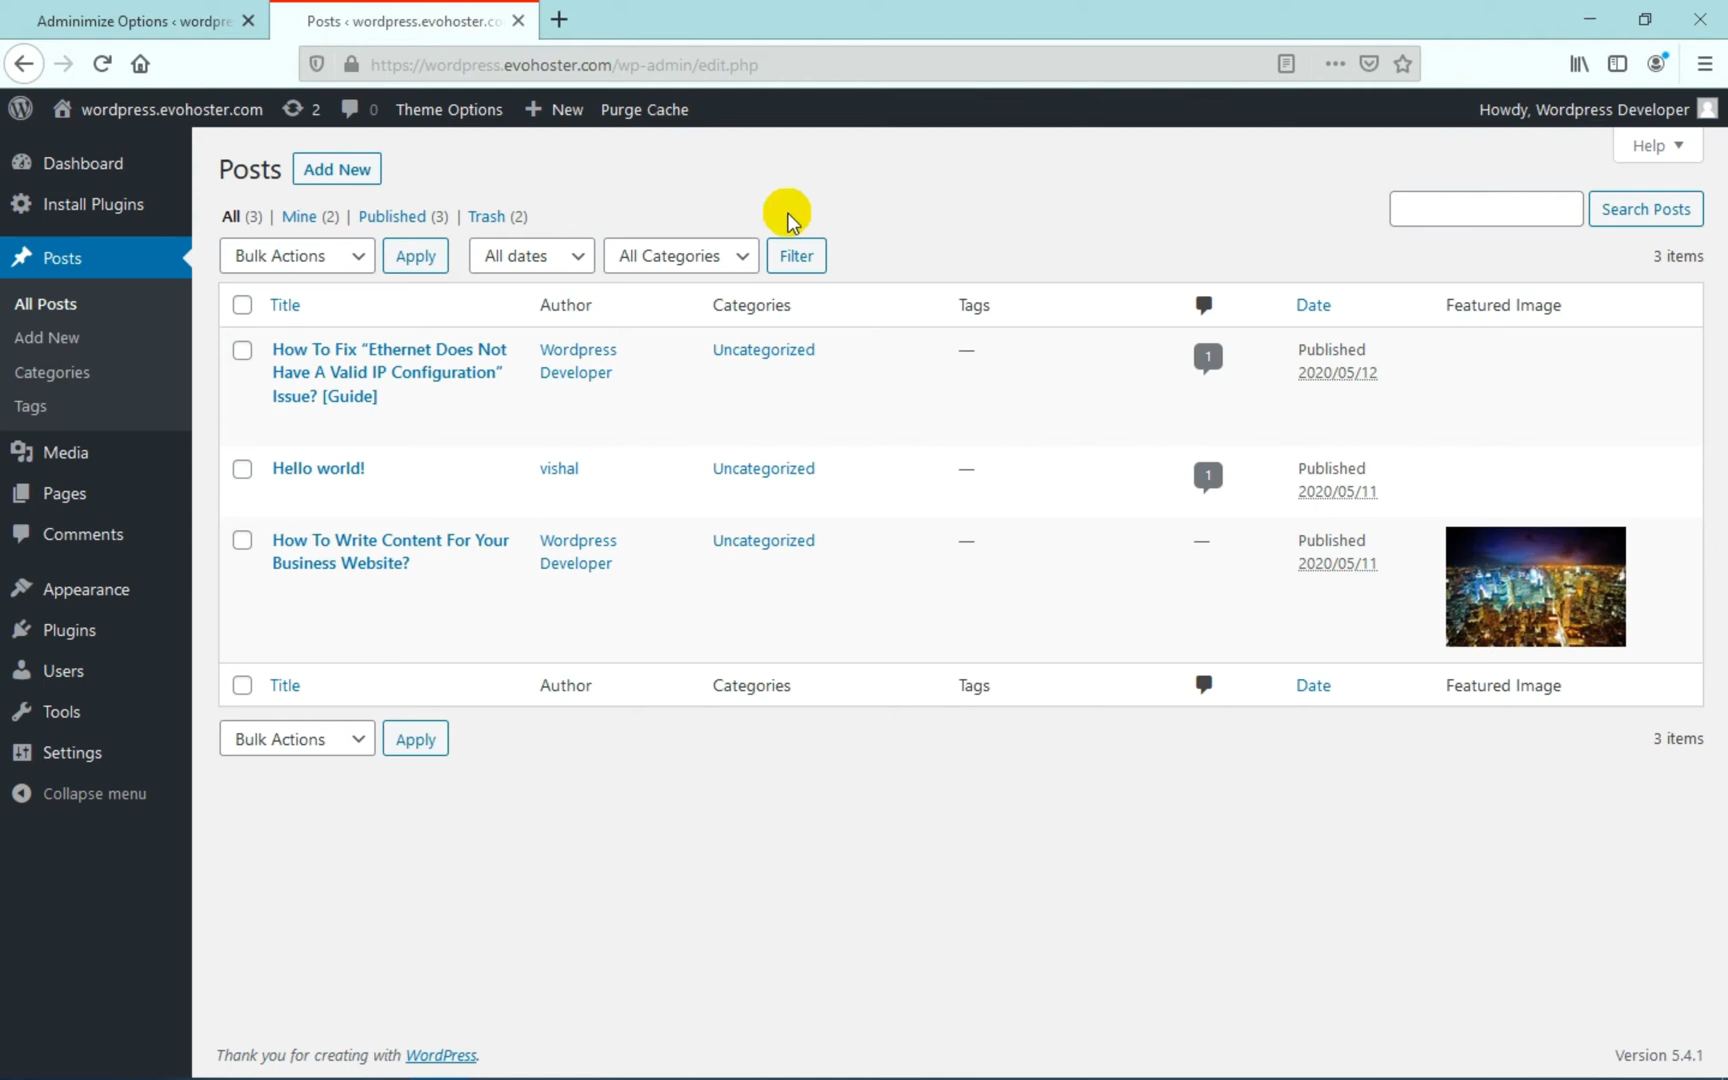 Adminimize Options ‹ wordpre
Posts ‹ wordpress.evohoster.co
https://wordpress.evohoster.com/wp-admin/edit.php
wordpress.evohoster.com 2 0 Theme Options + New Purge Cache Howdy, Wordpress Developer
Dashboard
Install Plugins
Posts
All Posts
Add New
Categories
Tags
Media
Pages
Comments
Appearance
Plugins
Users
Tools
Settings
Collapse menu
Help
Posts Add New
All (3) | Mine (2) | Published (3) | Trash (2)
Search Posts
Bulk Actions Apply All dates All Categories Filter 3 items
Title Author Categories Tags Date Featured Image
How To Fix “Ethernet Does Not Have A Valid IP Configuration” Issue? [Guide]
Wordpress Developer
Uncategorized
—
1
Published
2020/05/12
Hello world!
vishal
Uncategorized
—
1
Published
2020/05/11
How To Write Content For Your Business Website?
Wordpress Developer
Uncategorized
—
—
Published
2020/05/11
Title Author Categories Tags Date Featured Image
Bulk Actions Apply 3 items
Thank you for creating with WordPress. Version 5.4.1